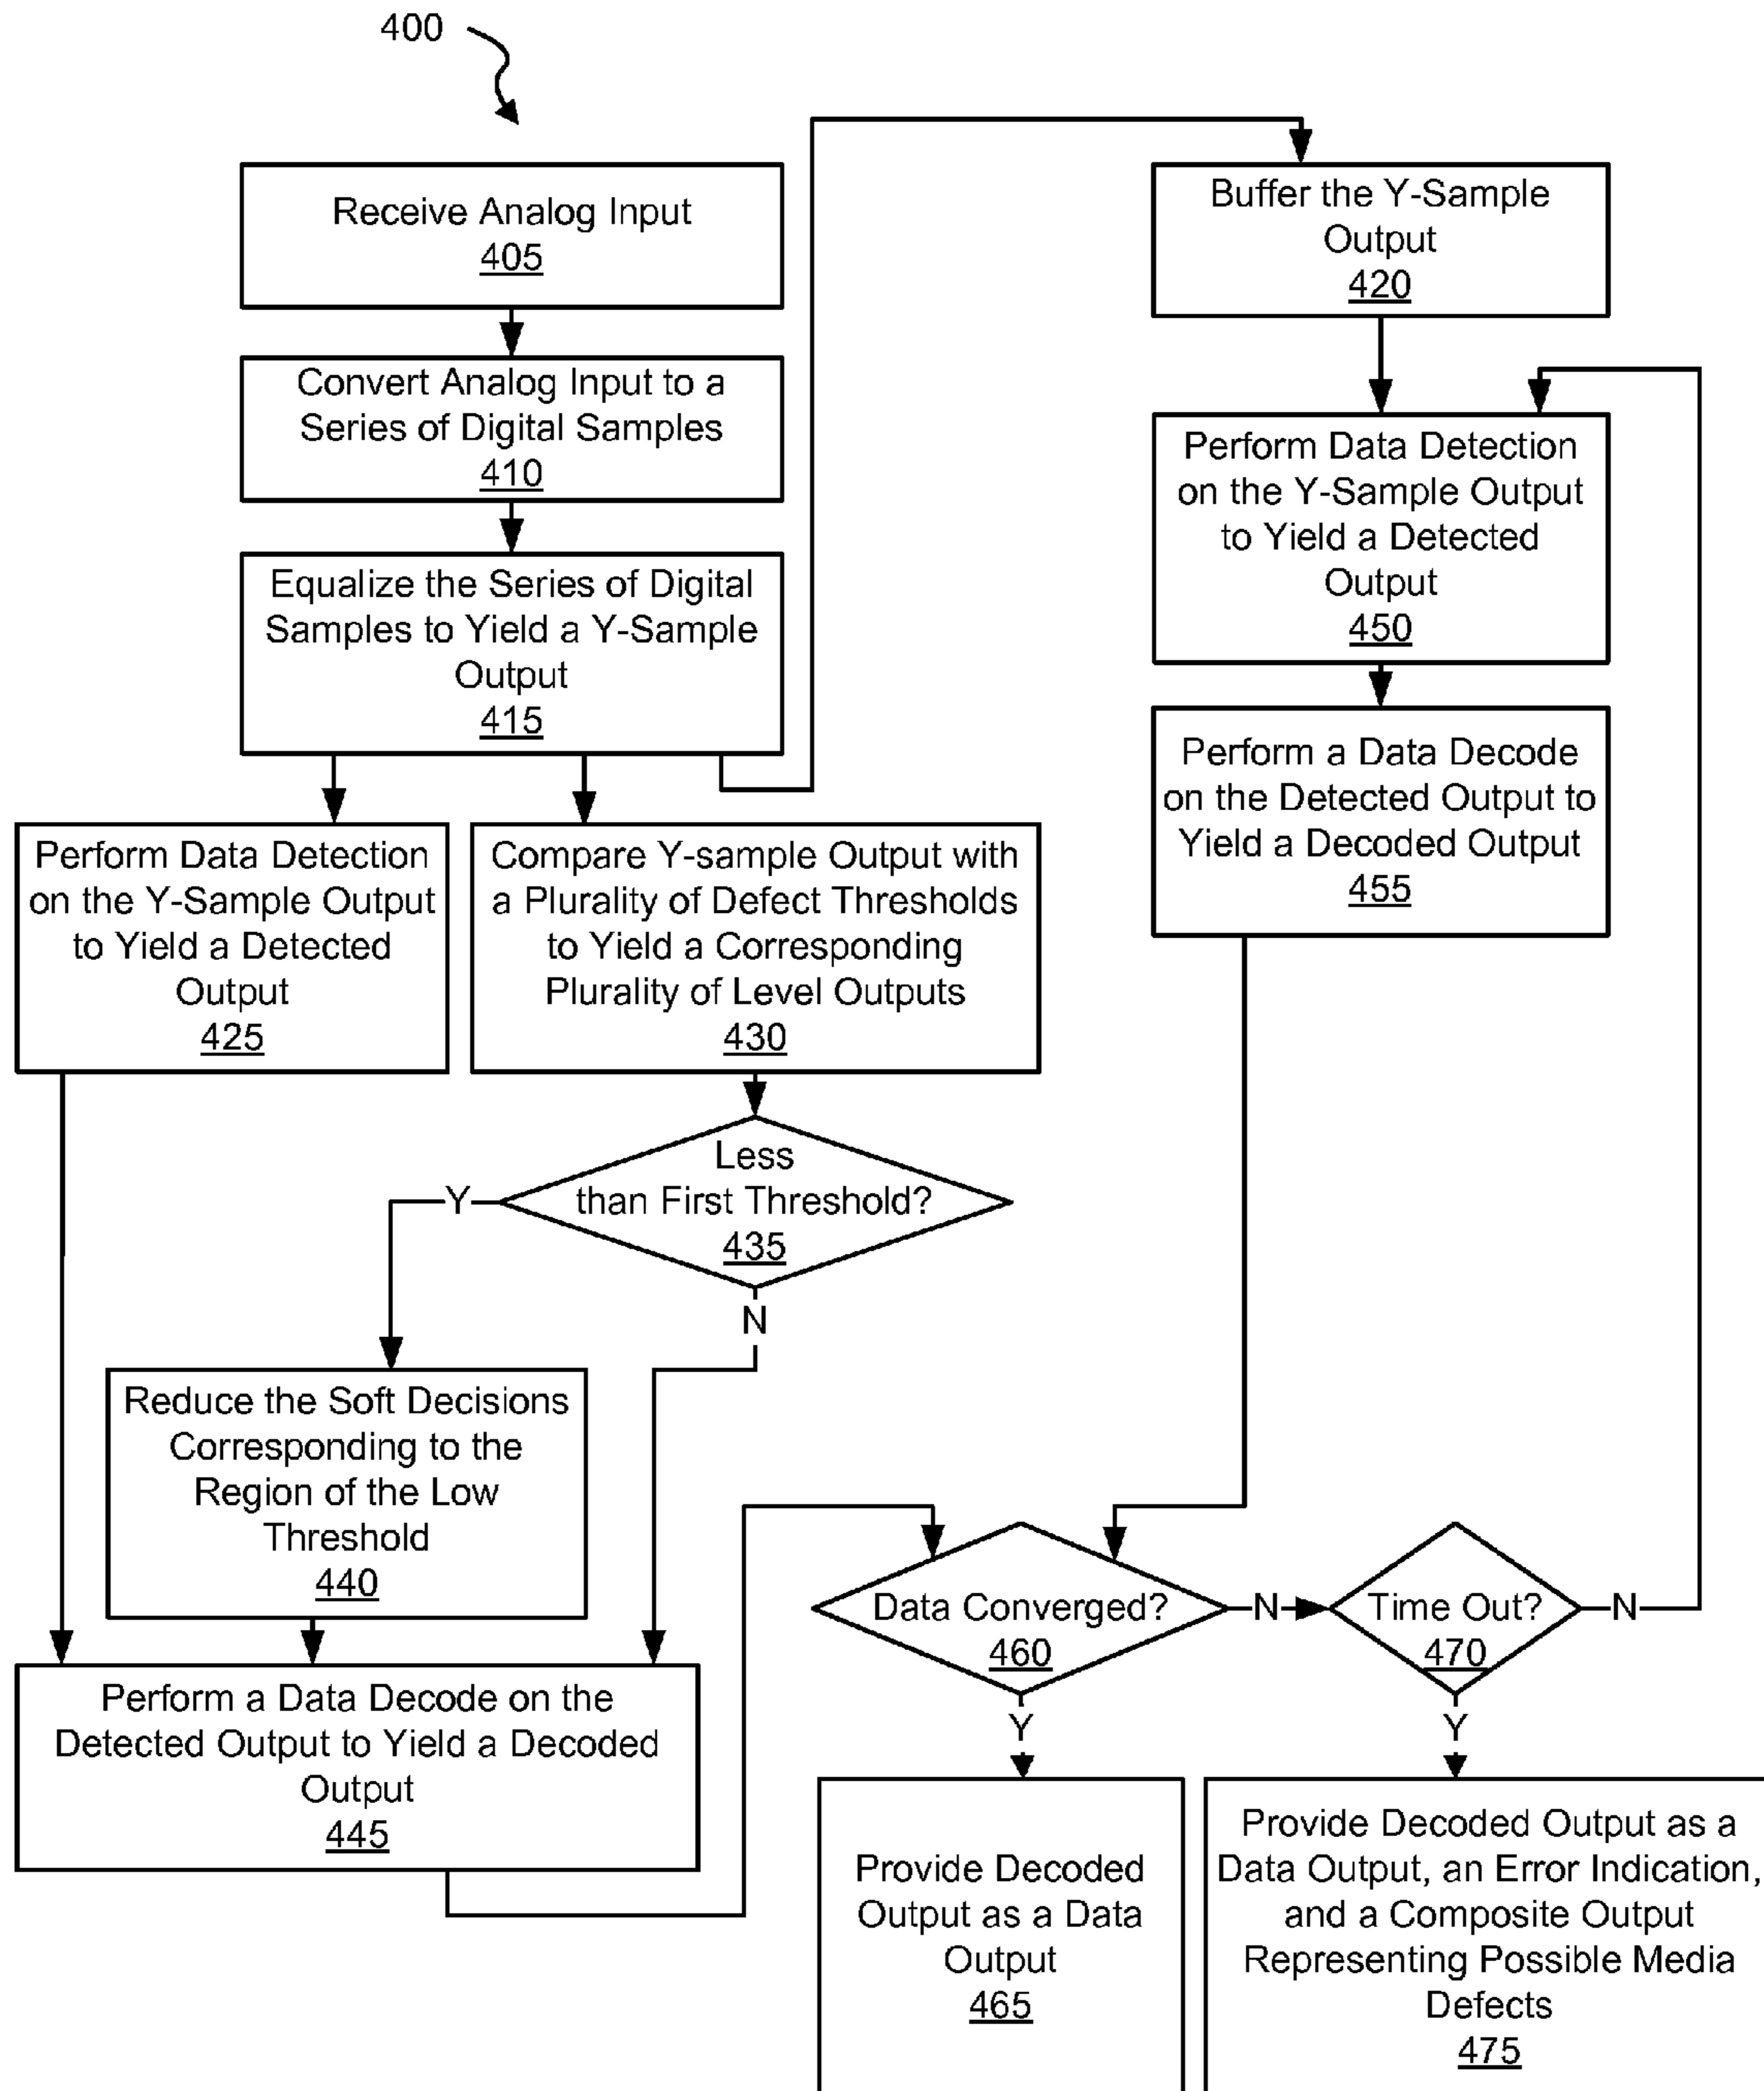 400
Receive Analog Input
405
Convert Analog Input to a
Series of Digital Samples
410
Equalize the Series of Digital
Samples to Yield a Y-Sample
Output
415
Buffer the Y-Sample
Output
420
Perform Data Detection
on the Y-Sample Output
to Yield a Detected
Output
450
Perform a Data Decode
on the Detected Output to
Yield a Decoded Output
455
Perform Data Detection
on the Y-Sample Output
to Yield a Detected
Output
425
Compare Y-sample Output with
a Plurality of Defect Thresholds
to Yield a Corresponding
Plurality of Level Outputs
430
Less
than First Threshold?
435
Y
N
Reduce the Soft Decisions
Corresponding to the
Region of the Low
Threshold
440
Perform a Data Decode on the
Detected Output to Yield a Decoded
Output
445
Data Converged?
460
N
Time Out?
470
N
Y
Y
Provide Decoded
Output as a Data
Output
465
Provide Decoded Output as a
Data Output, an Error Indication,
and a Composite Output
Representing Possible Media
Defects
475